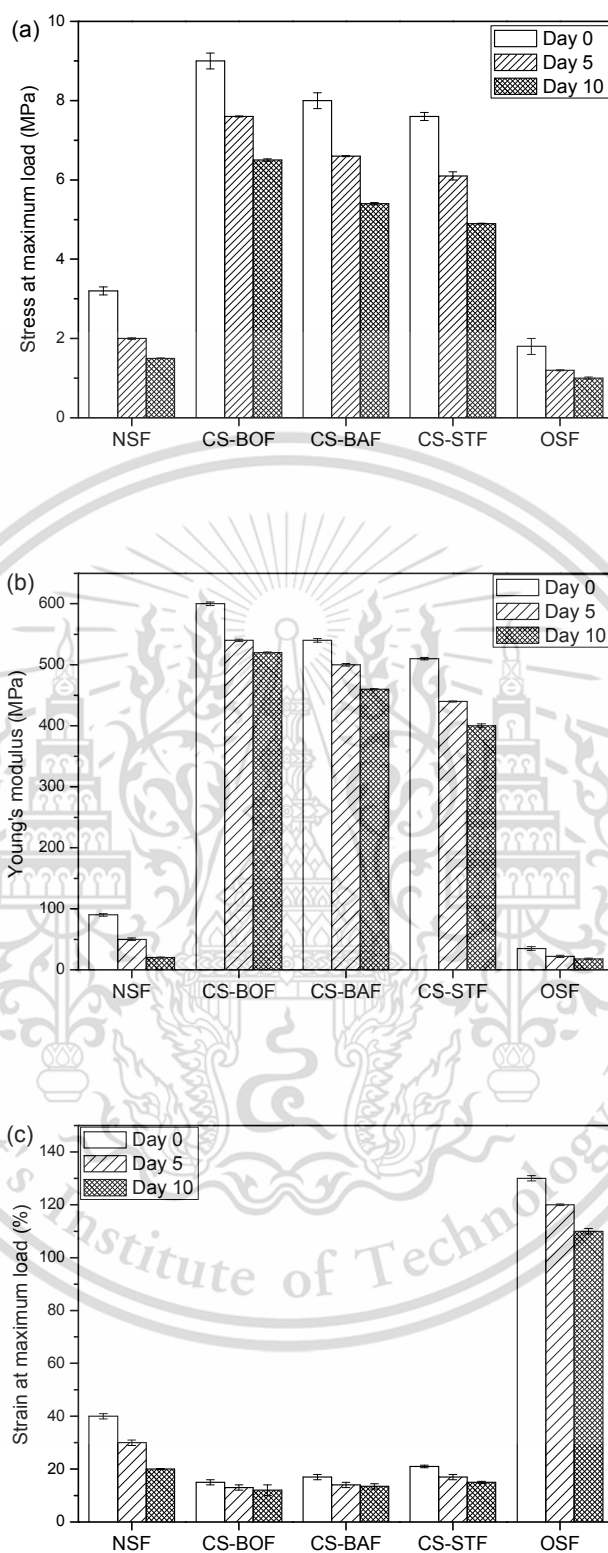 (a)
Stress at maximum load (MPa)
10
8
6
4
2
0
Day 0
Day 5
Day 10
NSF CS-BOF CS-BAF CS-STF OSF
(b)
Young's modulus (MPa)
600
500
400
300
200
100
0
Day 0
Day 5
Day 10
NSF CS-BOF CS-BAF CS-STF OSF
(c)
Strain at maximum load (%)
140
120
100
80
60
40
20
0
Day 0
Day 5
Day 10
NSF CS-BOF CS-BAF CS-STF OSF
's Institute of Technology